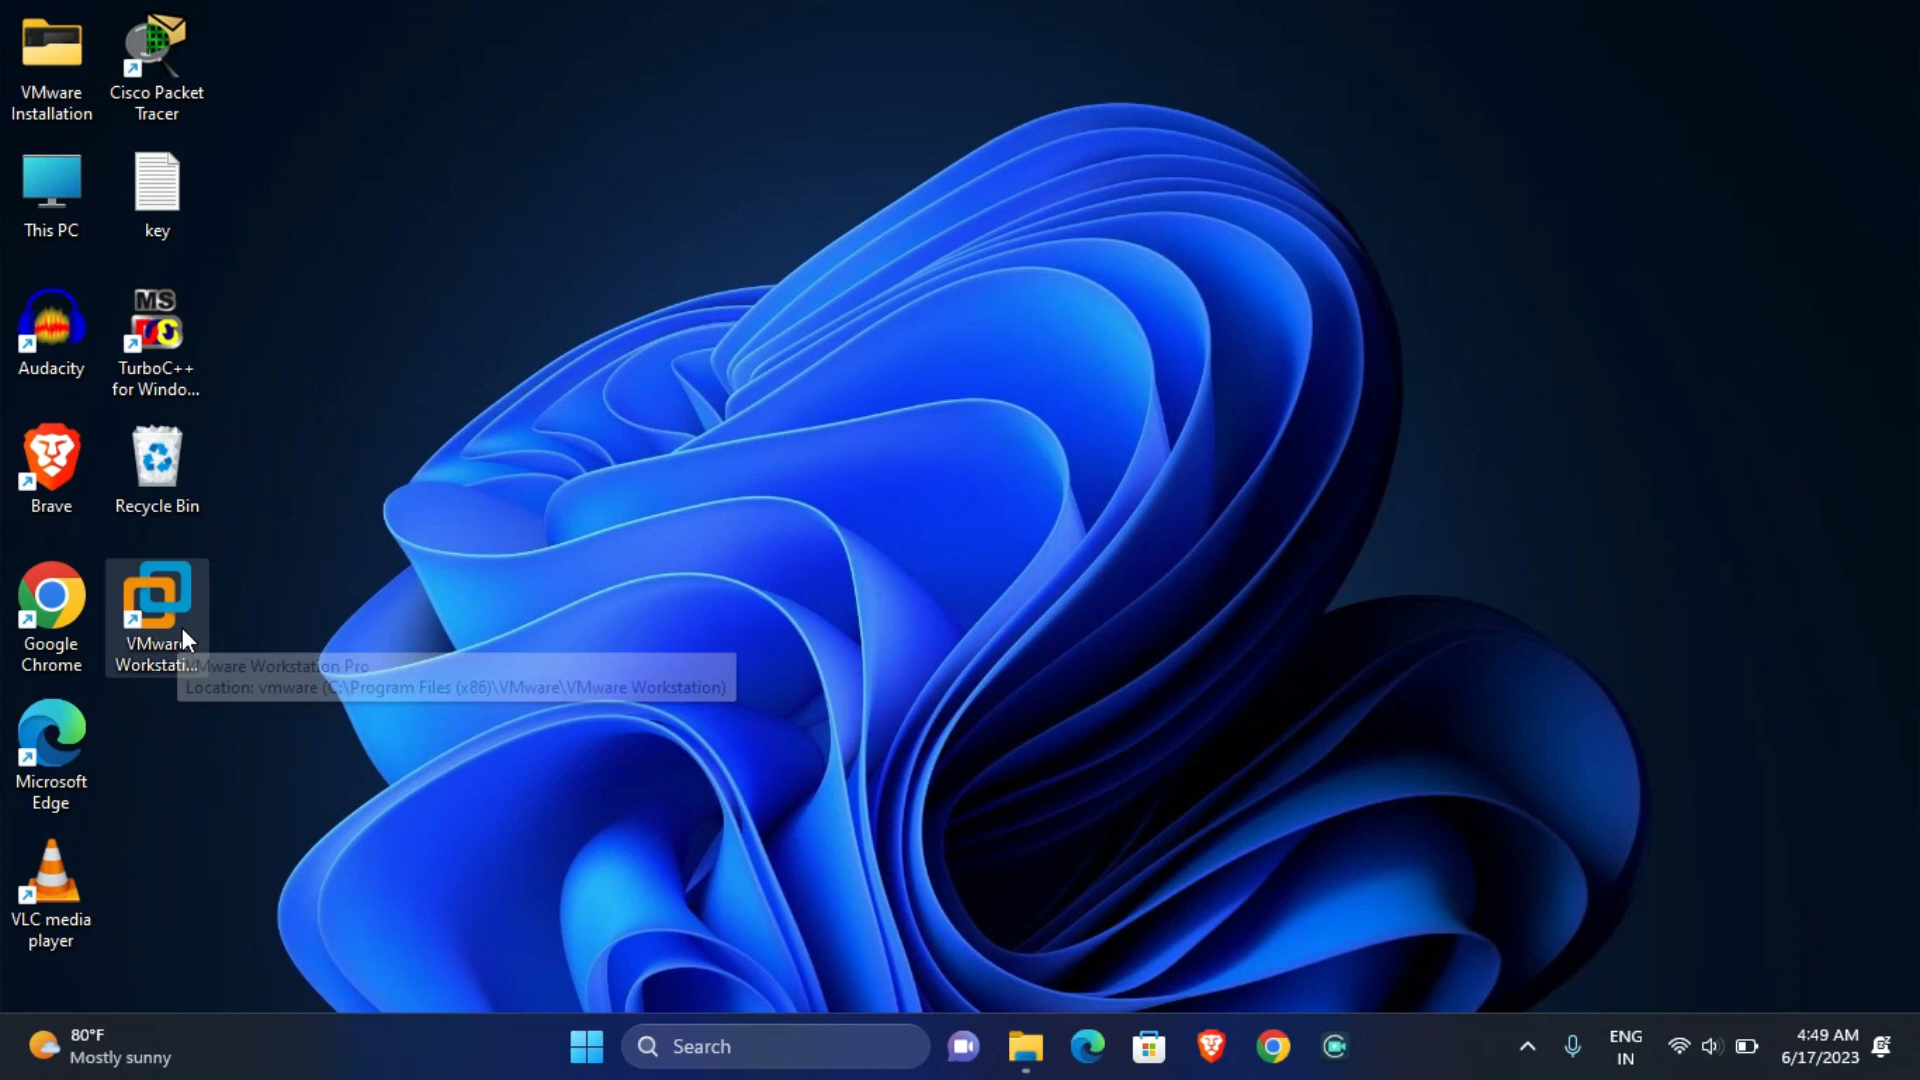 VMware
Installation
Cisco Packet
Tracer
This PC
key
Audacity
MS
DOS
TurboC++
for Windo...
Brave
Recycle Bin
Google
Chrome
VMware
Workstati...
VMware Workstation Pro
Location: vmware (C:\Program Files (x86)\VMware\VMware Workstation)
Microsoft
Edge
VLC media
player
80°F
Mostly sunny
Search
ENG
IN
4:49 AM
6/17/2023